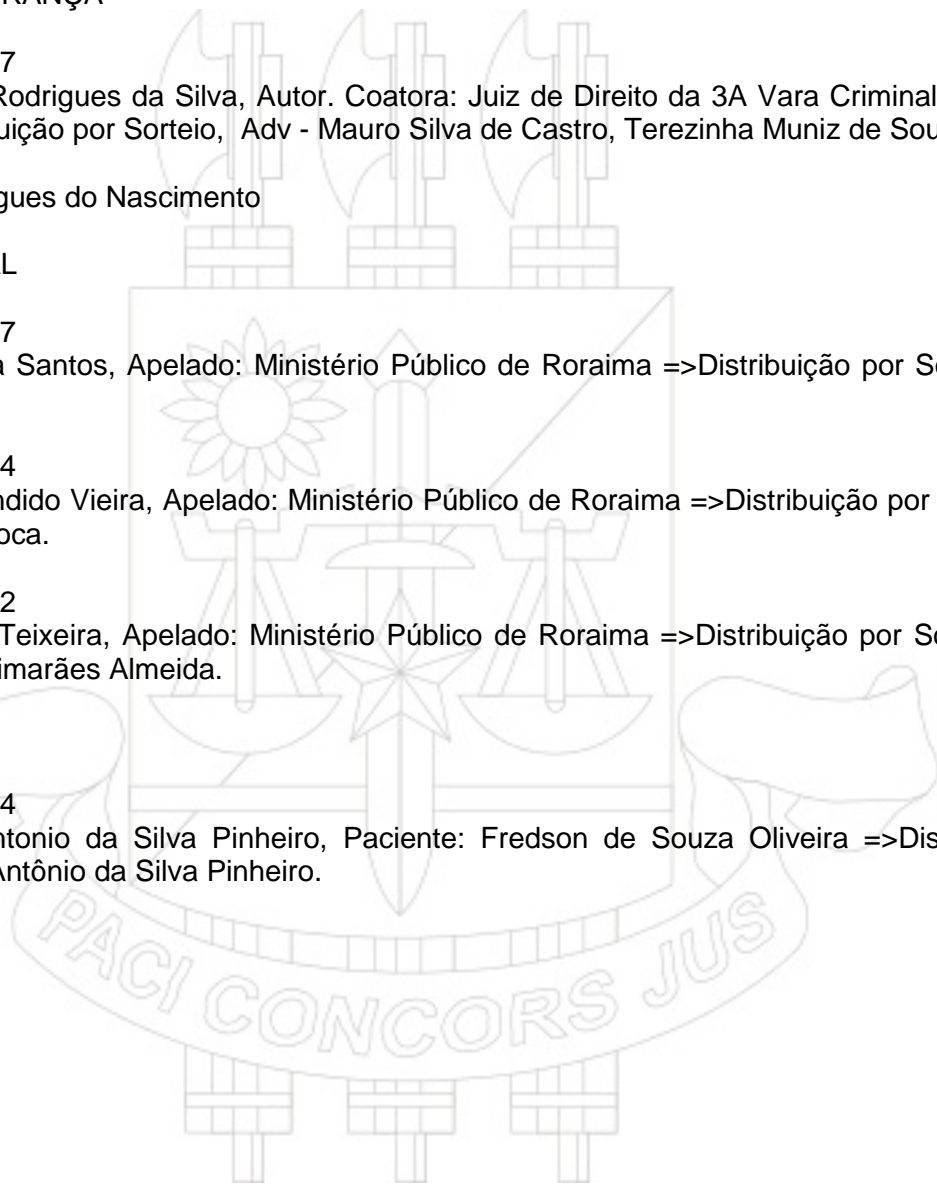 RANÇA
7
Rodrigues da Silva, Autor. Coatora: Juiz de Direito da 3A Vara Criminal
uição por Sorteio, Adv - Mauro Silva de Castro, Terezinha Muniz de Sou
gues do Nascimento
AL
7
a Santos, Apelado: Ministério Público de Roraima =>Distribuição por So
4
ndido Vieira, Apelado: Ministério Público de Roraima =>Distribuição por
oca.
2
Teixeira, Apelado: Ministério Público de Roraima =>Distribuição por So
imarães Almeida.
4
ntonio da Silva Pinheiro, Paciente: Fredson de Souza Oliveira =>Dis
Antônio da Silva Pinheiro.
PACI CONCORS JUS